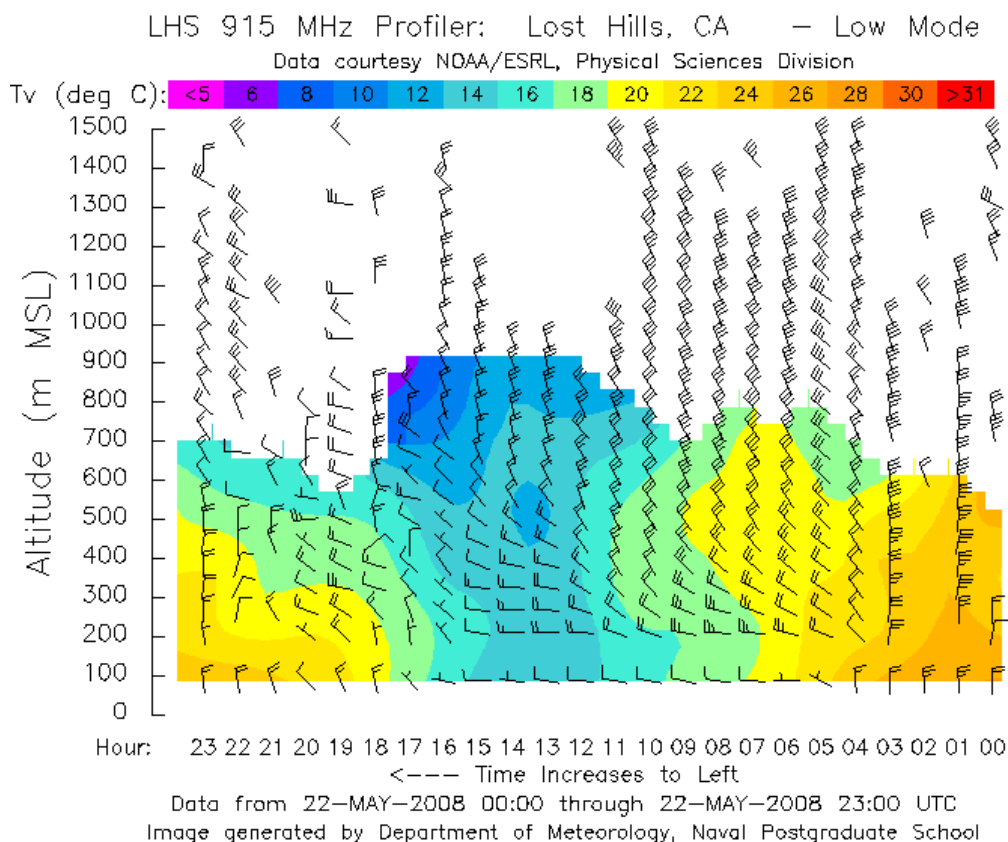 LHS 915 MHz Profiler: Lost Hills, CA – Low Mode
Data courtesy NOAA/ESRL, Physical Sciences Division
Tv (deg C): <5 6 8 10 12 14 16 18 20 22 24 26 28 30 >31
1500
1400
1300
1200
1100
1000
900
800
700
600
500
400
300
200
100
0
Altitude (m MSL)
Hour: 23 22 21 20 19 18 17 16 15 14 13 12 11 10 09 08 07 06 05 04 03 02 01 00
<––– Time Increases to Left
Data from 22–MAY–2008 00:00 through 22–MAY–2008 23:00 UTC
Image generated by Department of Meteorology, Naval Postgraduate School